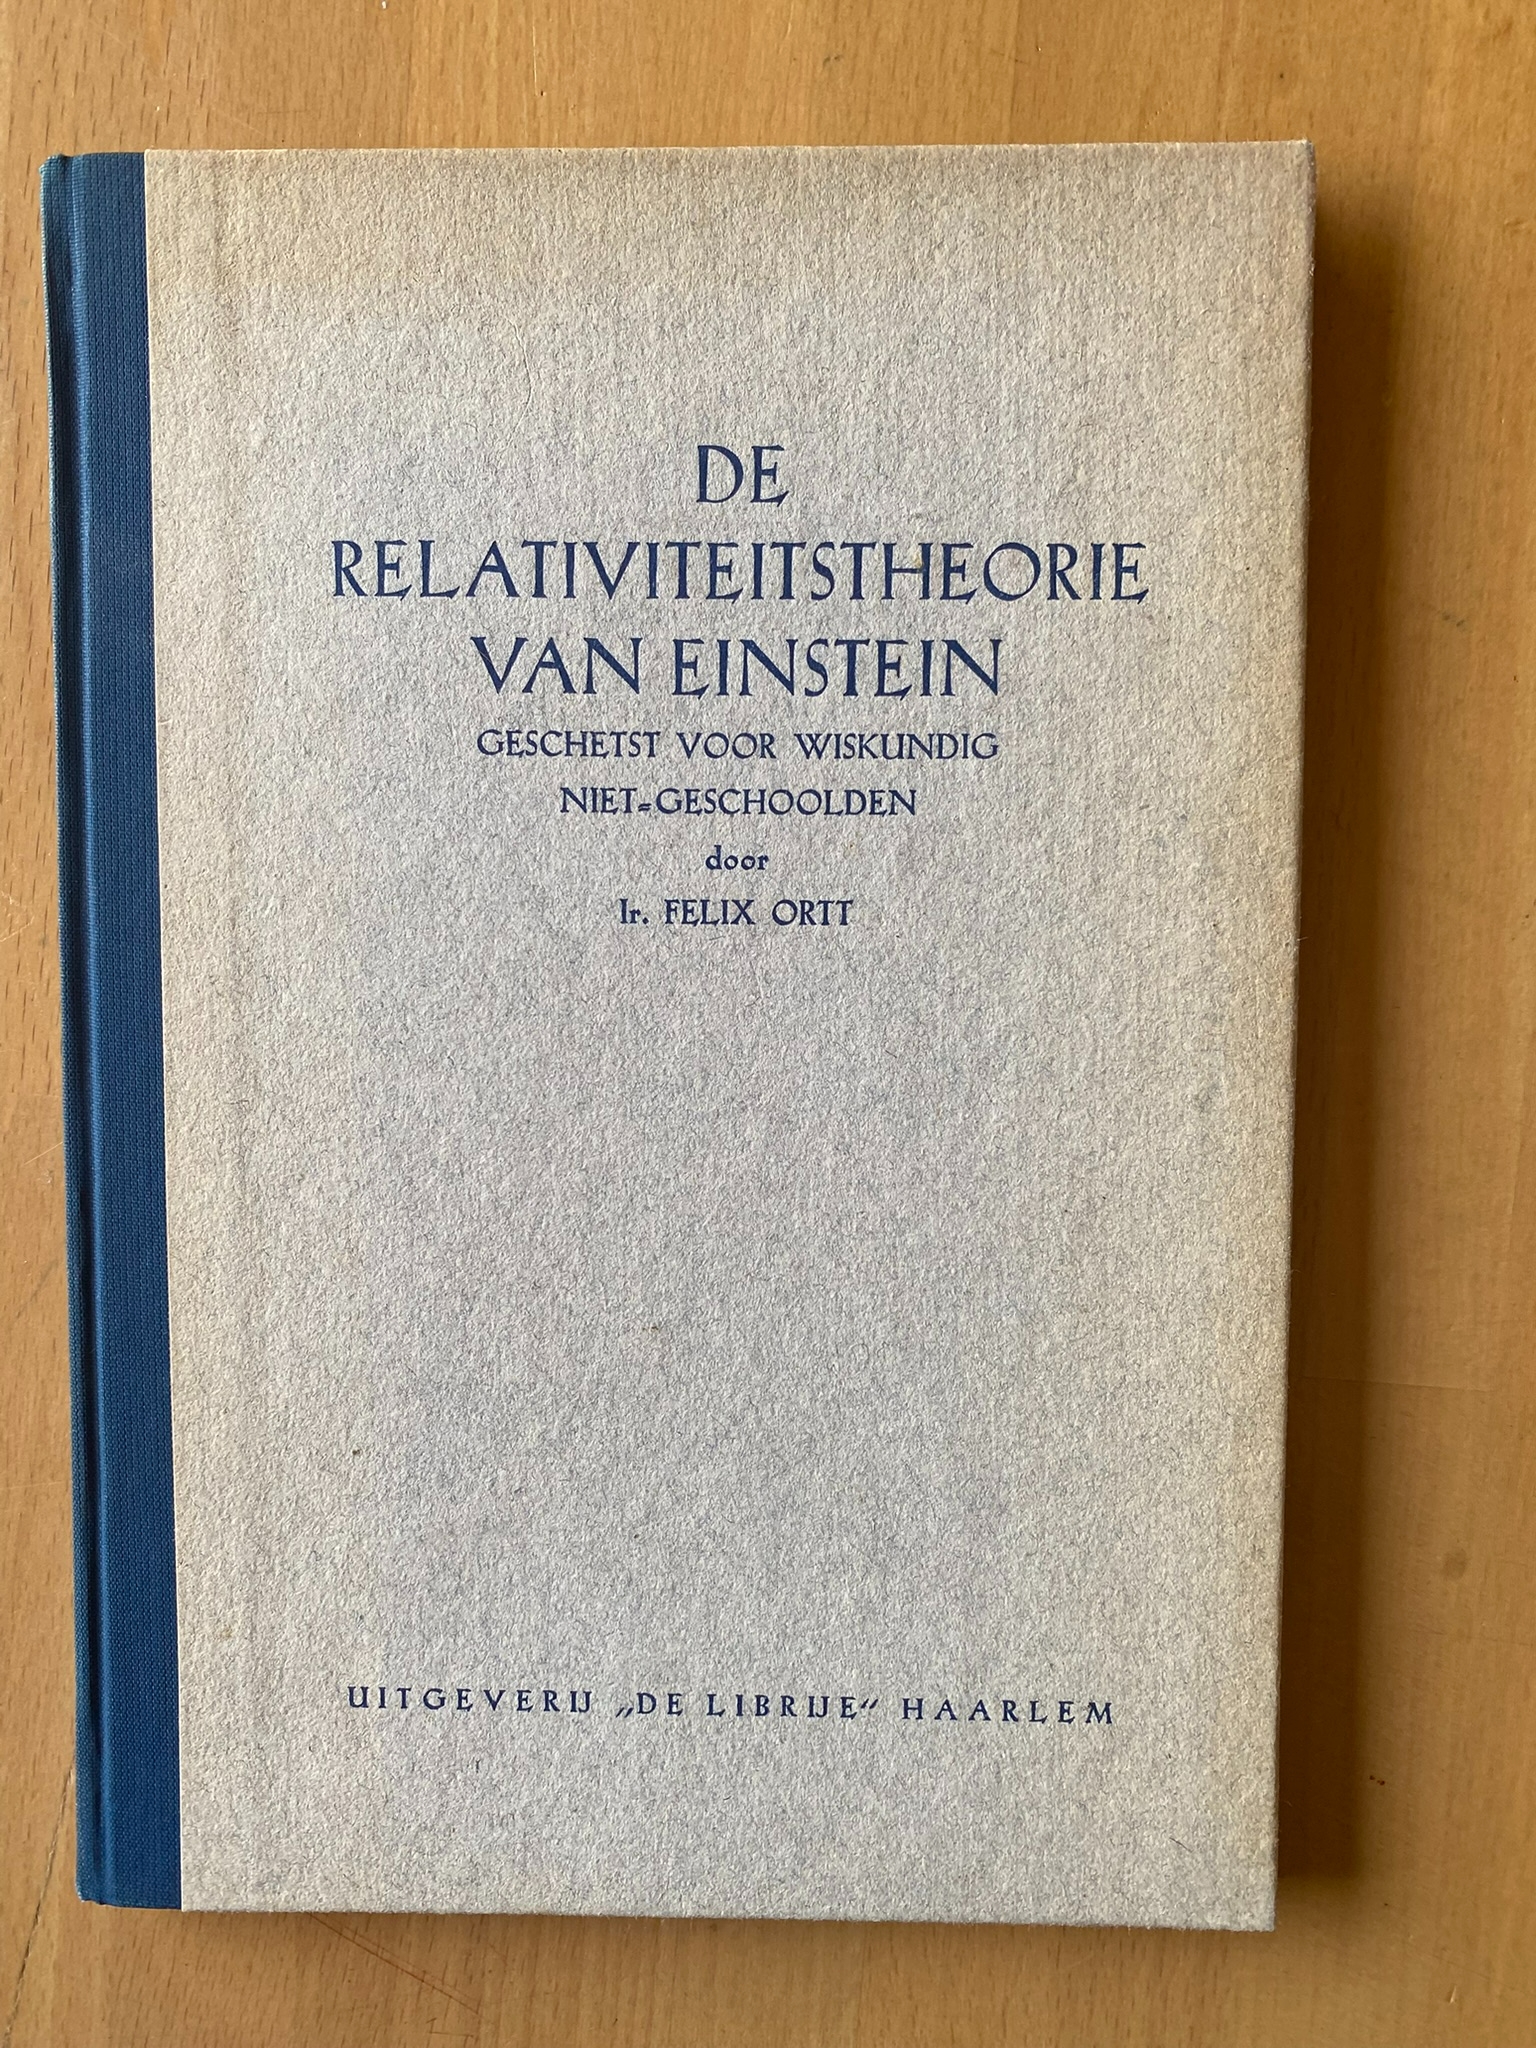 DE
RELATIVITEITSTHEORIE
VAN EINSTEIN
GESCHETST VOOR WISKUNDIG
NIET=GESCHOOLDEN
door
Ir. FELIX ORTT
UITGEVERIJ „DE LIBRIJE” HAARLEM